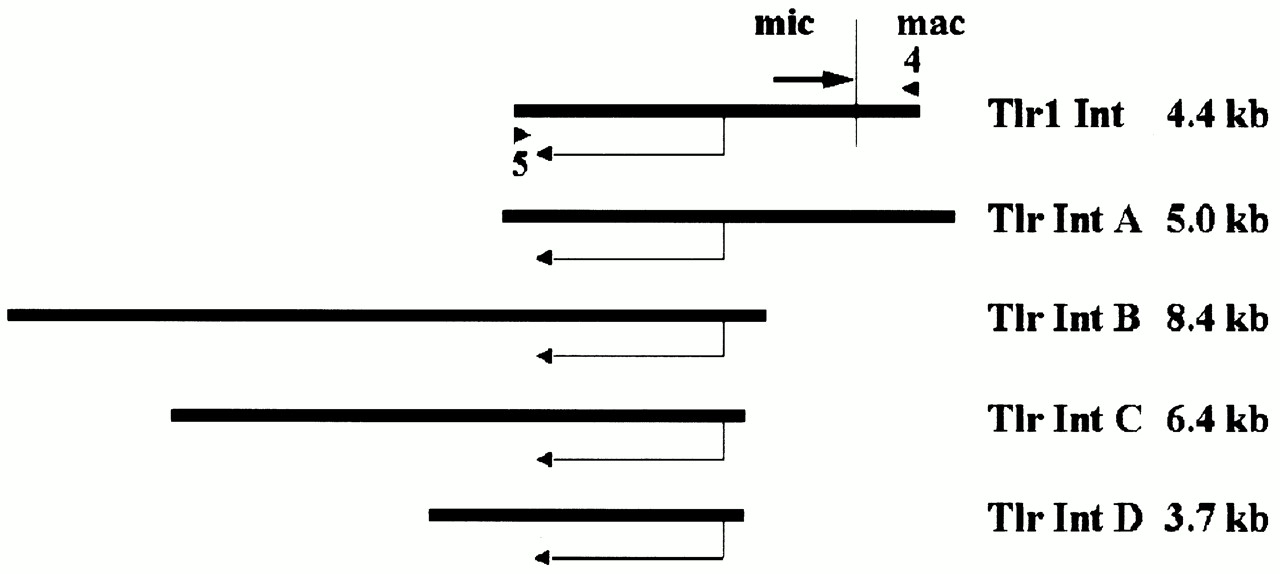 mic mac
4
Tlr1 Int 4.4 kb
5
Tlr Int A 5.0 kb
Tlr Int B 8.4 kb
Tlr Int C 6.4 kb
Tlr Int D 3.7 kb